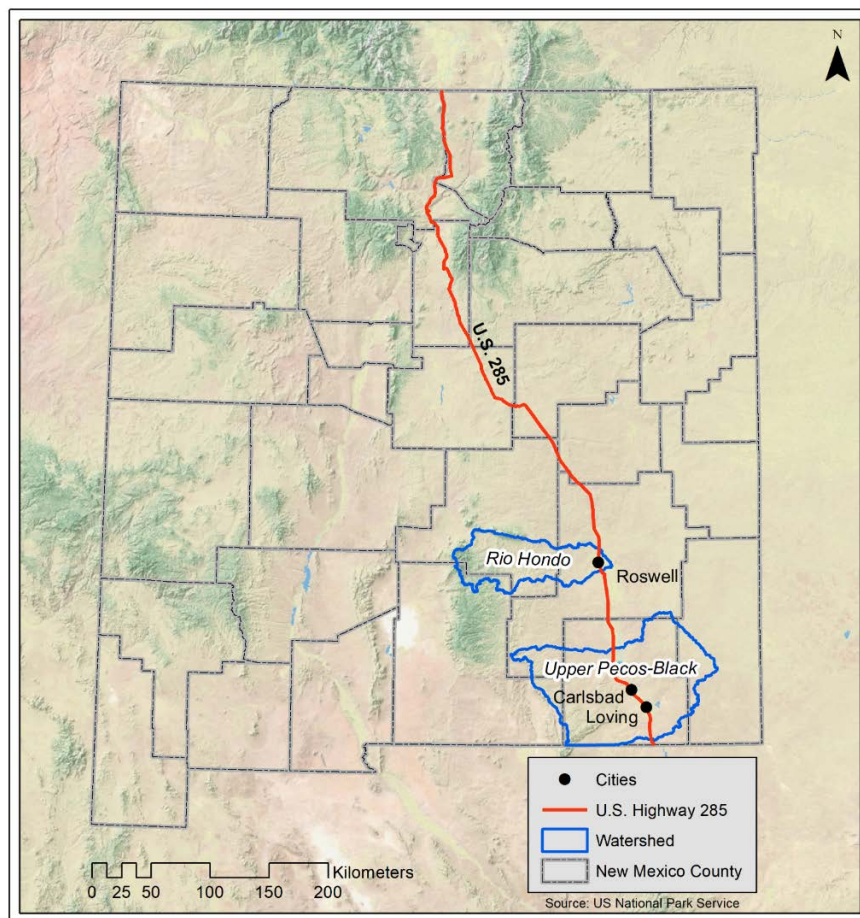 N
U.S. 285
Rio Hondo
Roswell
Upper Pecos-Black
Carlsbad
Loving
Cities
U.S. Highway 285
Watershed
New Mexico County
Kilometers
0 25 50 100 150 200
Source: US National Park Service